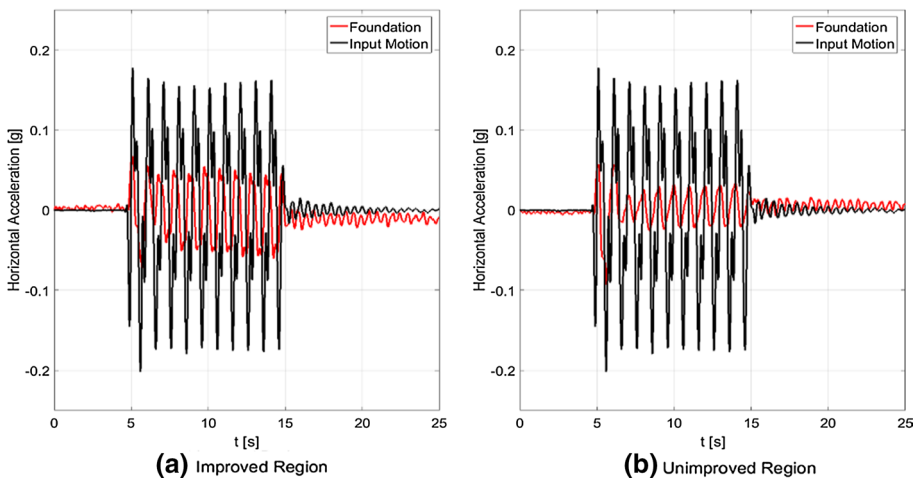 Foundation
Input Motion
Horizontal Acceleration [g]
0.2
0.1
0
-0.1
-0.2
0 5 10 15 20 25
t [s]
(a) Improved Region
Foundation
Input Motion
Horizontal Acceleration [g]
0.2
0.1
0
-0.1
-0.2
0 5 10 15 20 25
t [s]
(b) Unimproved Region